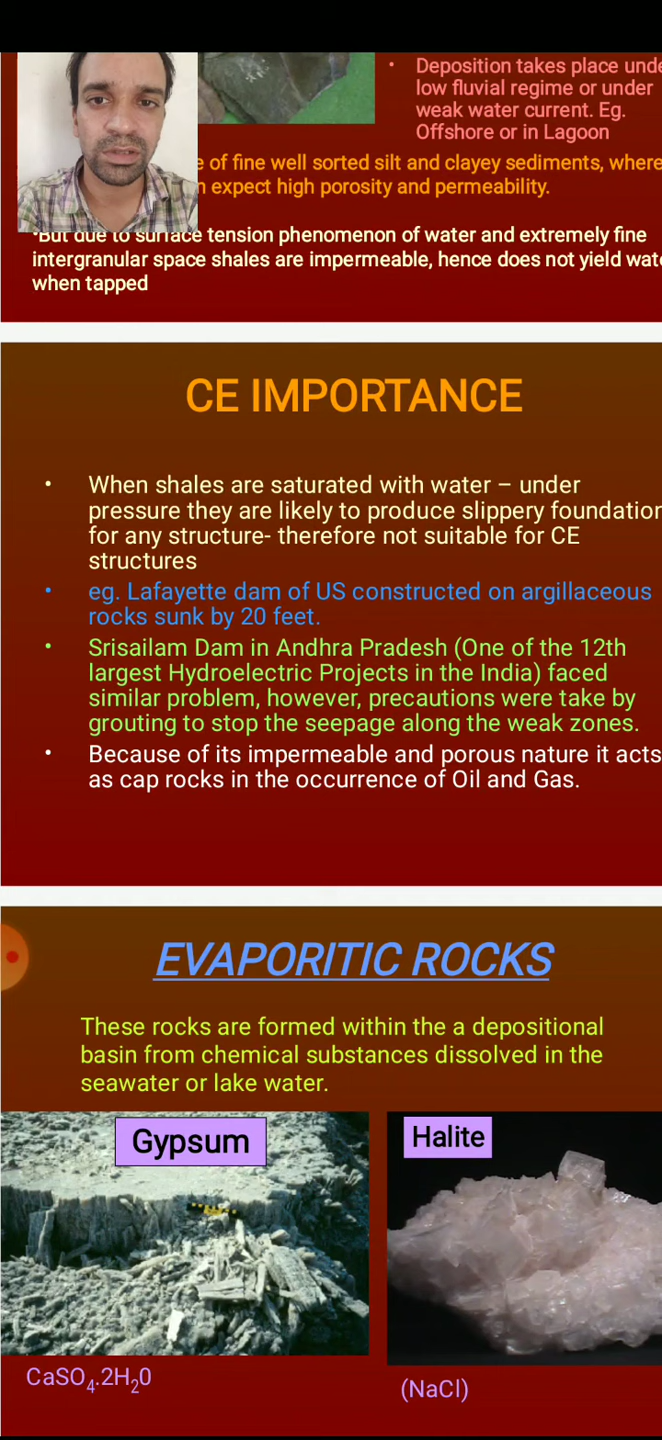 • Deposition takes place unde
low fluvial regime or under
weak water current. Eg.
Offshore or in Lagoon
e of fine well sorted silt and clayey sediments, where
n expect high porosity and permeability.
•But due to surface tension phenomenon of water and extremely fine
intergranular space shales are impermeable, hence does not yield wate
when tapped
CE IMPORTANCE
• When shales are saturated with water – under
pressure they are likely to produce slippery foundation
for any structure- therefore not suitable for CE
structures
• eg. Lafayette dam of US constructed on argillaceous
rocks sunk by 20 feet.
• Srisailam Dam in Andhra Pradesh (One of the 12th
largest Hydroelectric Projects in the India) faced
similar problem, however, precautions were take by
grouting to stop the seepage along the weak zones.
• Because of its impermeable and porous nature it acts
as cap rocks in the occurrence of Oil and Gas.
EVAPORITIC ROCKS
These rocks are formed within the a depositional
basin from chemical substances dissolved in the
seawater or lake water.
Gypsum
Halite
CaSO4.2H20
(NaCl)